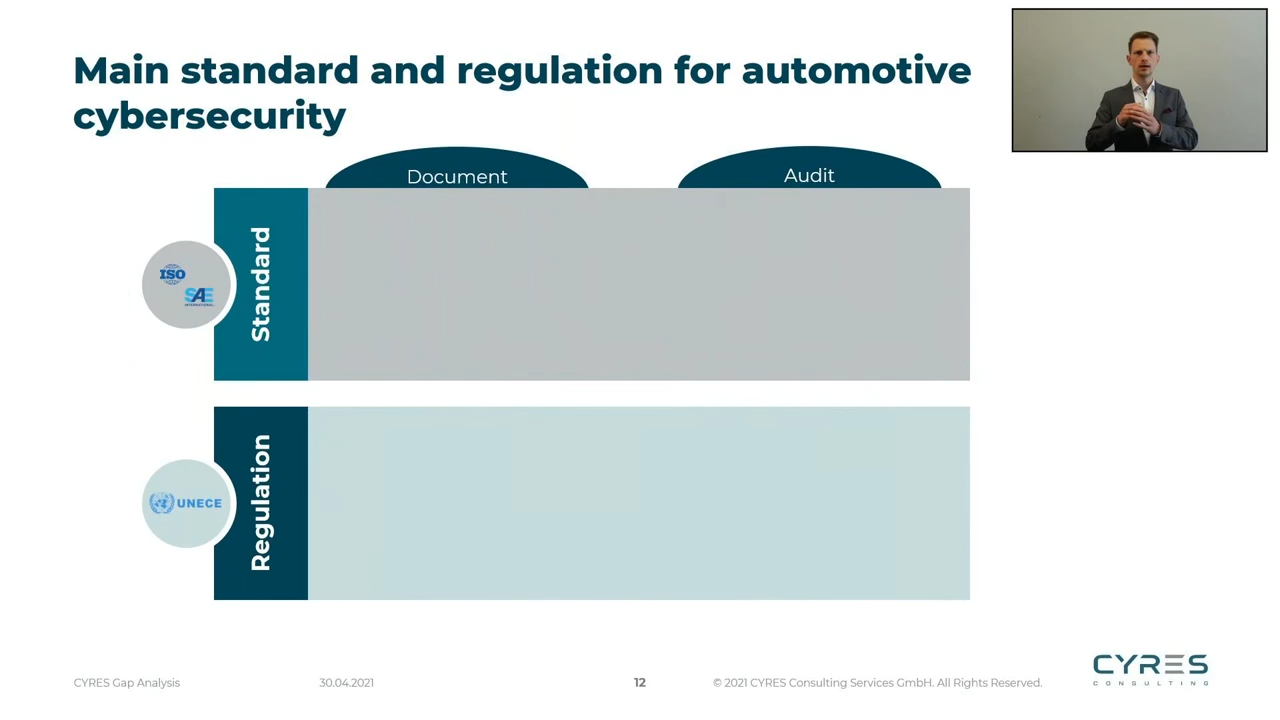 Main standard and regulation for automotive
cybersecurity
Document
Audit
ISO
SAE
INTERNATIONAL
Standard
UNECE
Regulation
CYRES Gap Analysis
30.04.2021
12
© 2021 CYRES Consulting Services GmbH. All Rights Reserved.
CYRES
CONSULTING